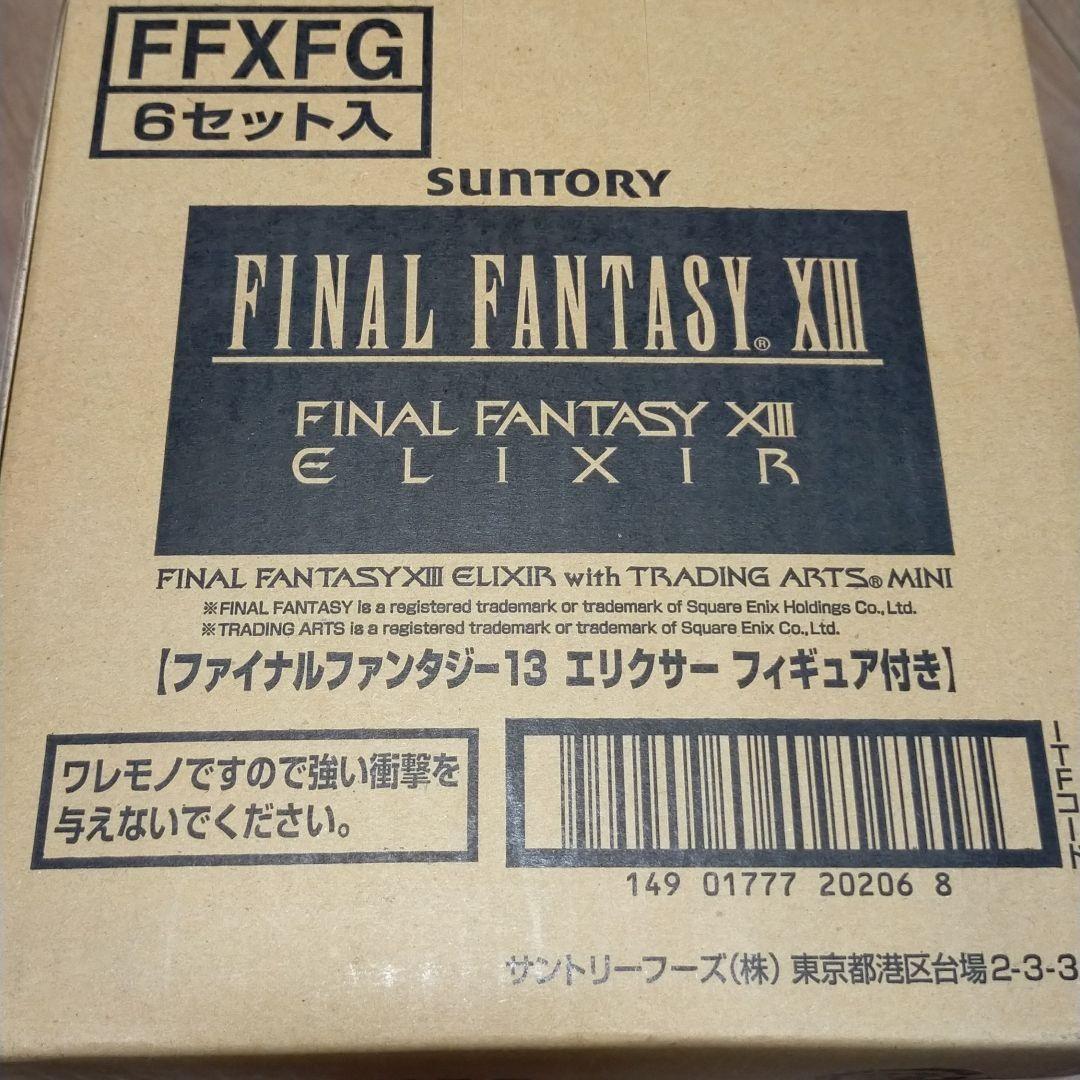 FFXFG
6セット入
SUNTORY
FINAL FANTASY® XIII
FINAL FANTASY XIII
ELIXIR
FINAL FANTASY XIII ELIXIR with TRADING ARTS® MINI
※FINAL FANTASY is a registered trademark or trademark of Square Enix Holdings Co., Ltd.
※TRADING ARTS is a registered trademark or trademark of Square Enix Co., Ltd.
【ファイナルファンタジー13 エリクサー フィギュア付き】
ワレモノですので強い衝撃を
与えないでください。
ITFコード
149 01777 20206 8
サントリーフーズ(株) 東京都港区台場2-3-3